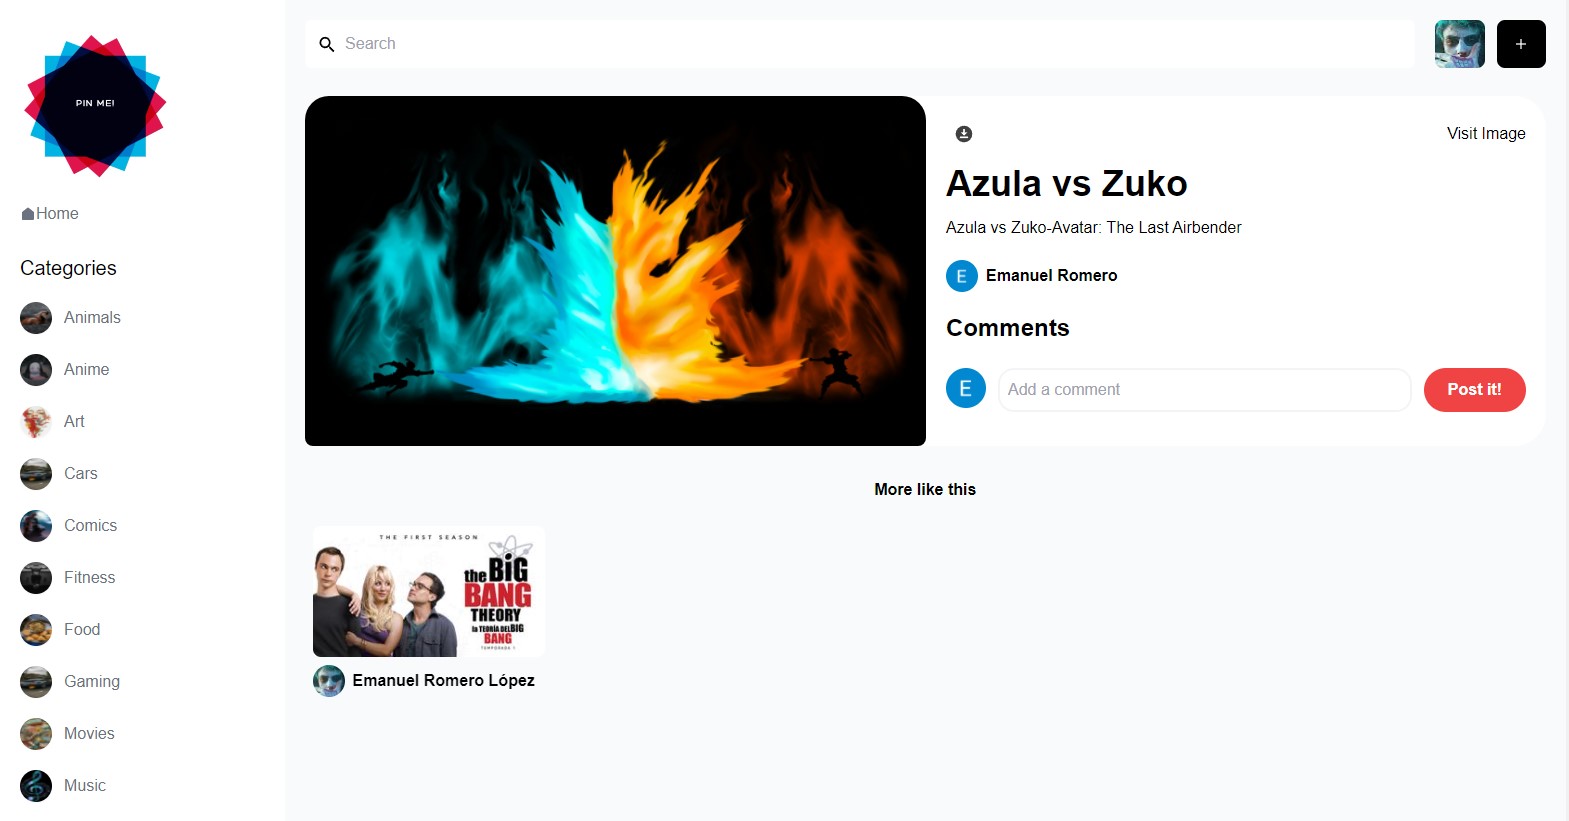 PIN ME!
Home
Categories
Animals
Anime
Art
Cars
Comics
Fitness
Food
Gaming
Movies
Music
Search
+
Visit Image
Azula vs Zuko
Azula vs Zuko-Avatar: The Last Airbender
E Emanuel Romero
Comments
E Add a comment Post it!
More like this
THE FIRST SEASON
the BIG
BANG
THEORY
la TEORÍA DEL BIG
BANG
TEMPORADA 1
Emanuel Romero López